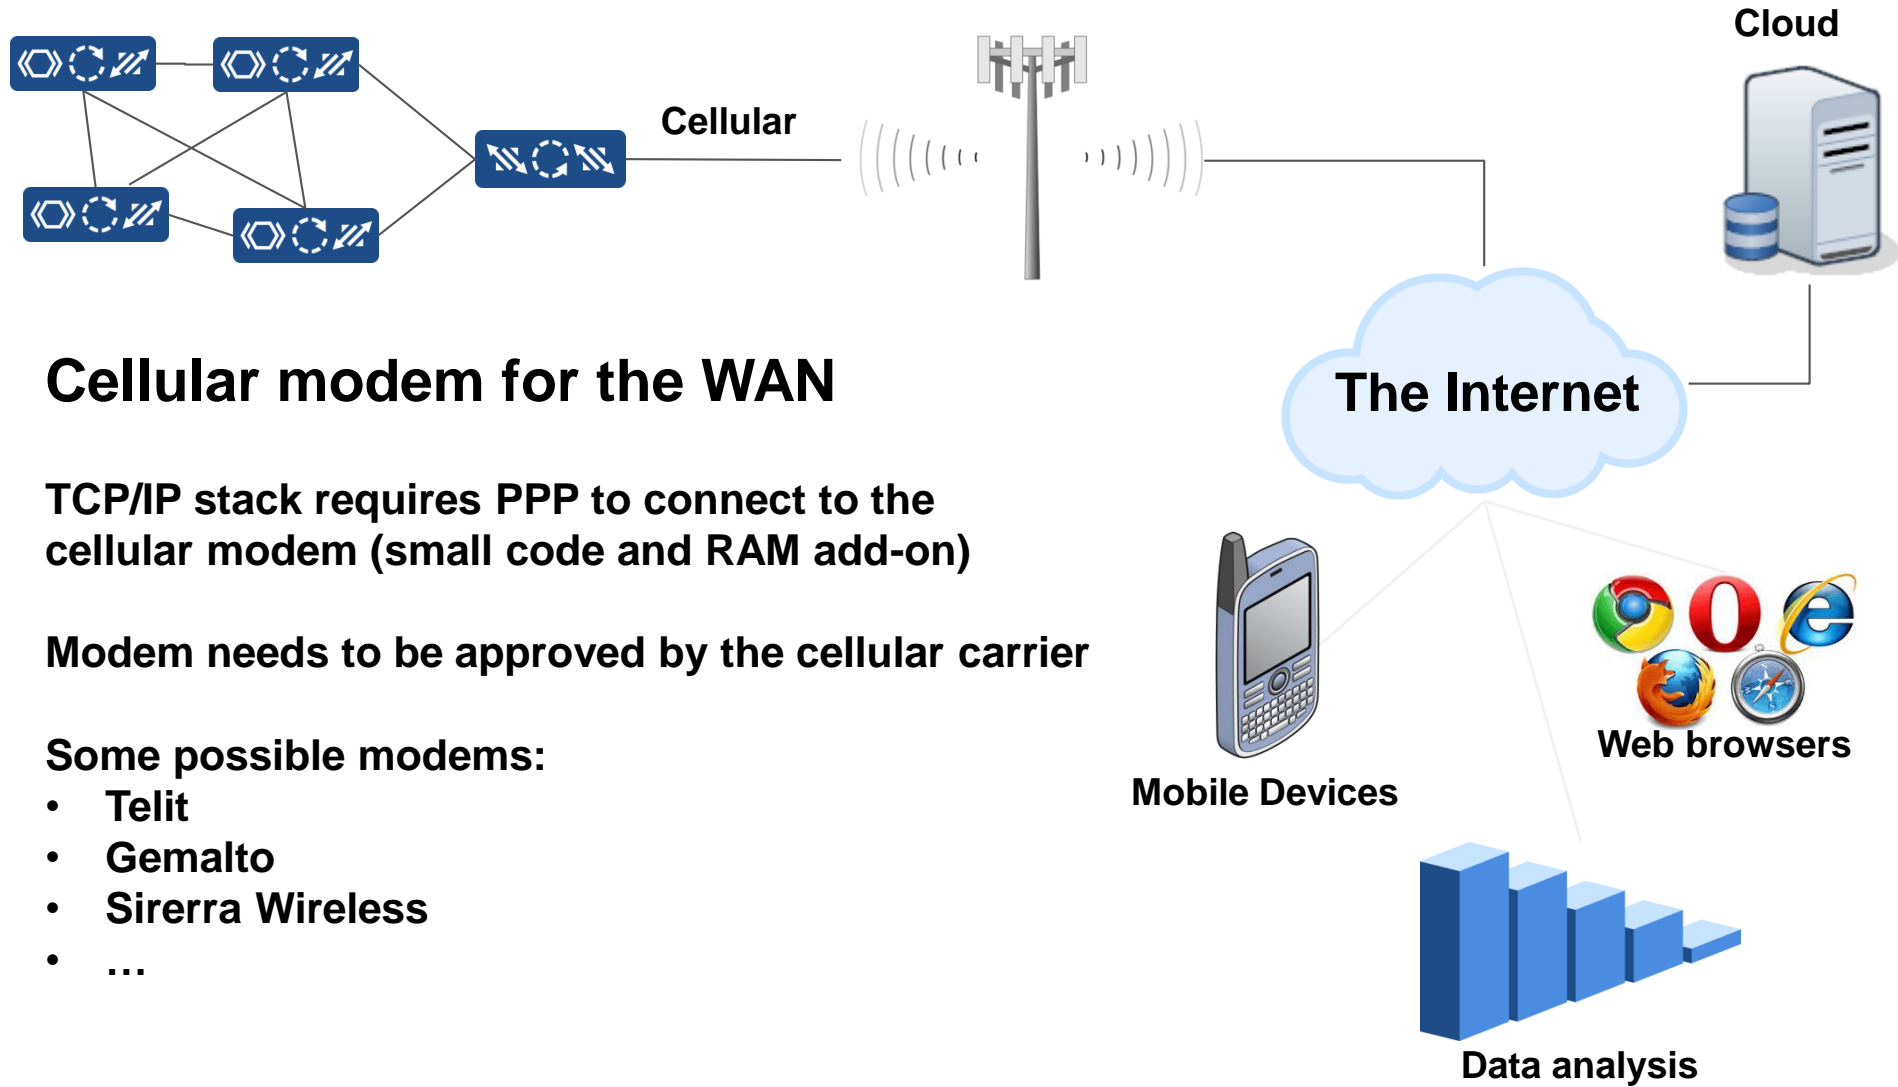 Cloud
Cellular
Cellular modem for the WAN
The Internet
TCP/IP stack requires PPP to connect to the
cellular modem (small code and RAM add-on)
Modem needs to be approved by the cellular carrier
Some possible modems:
• Telit
• Gemalto
• Sirerra Wireless
• …
Web browsers
Mobile Devices
Data analysis